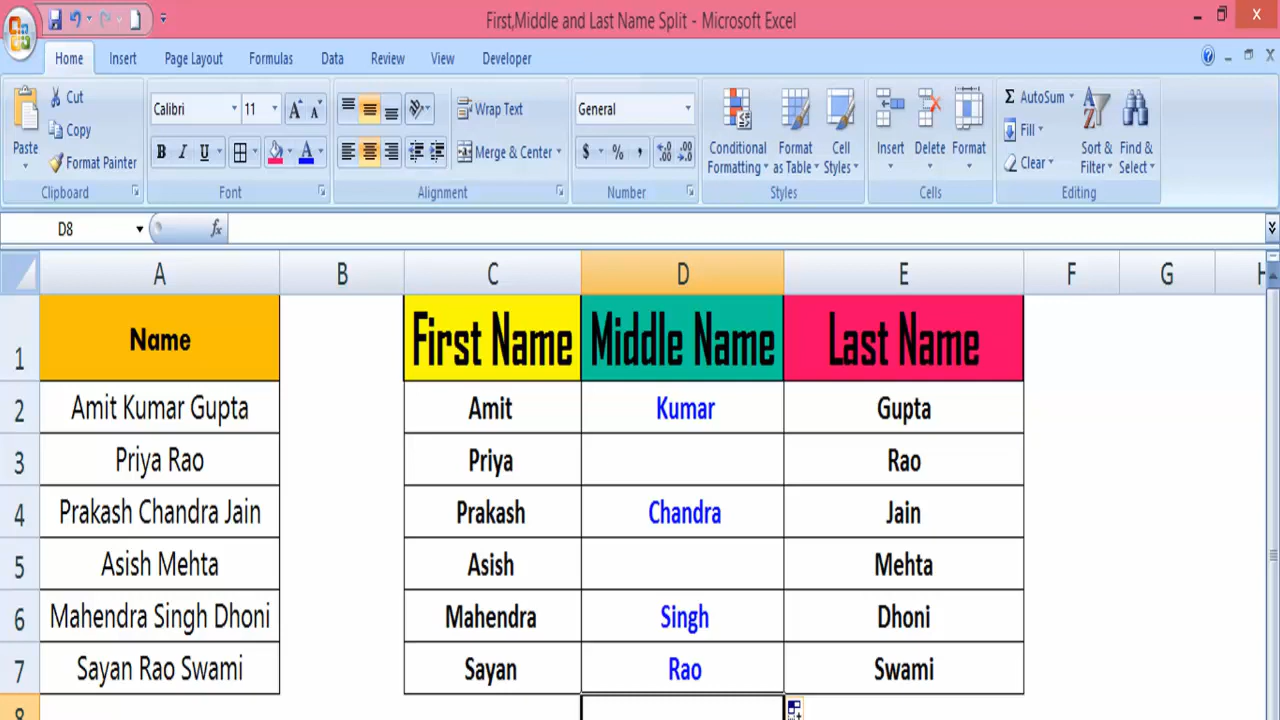 First,Middle and Last Name Split - Microsoft Excel
Home Insert Page Layout Formulas Data Review View Developer
Cut
Copy
Format Painter
Paste
Clipboard
Calibri 11
B I U
Font
Wrap Text
Merge & Center
Alignment
General
$ % ,
Number
Conditional Formatting
Format as Table
Cell Styles
Styles
Insert Delete Format
Cells
Σ AutoSum
Fill
Clear
Sort & Filter
Find & Select
Editing
D8 fx
A B C D E F G H
1 Name First Name Middle Name Last Name
2 Amit Kumar Gupta Amit Kumar Gupta
3 Priya Rao Priya Rao
4 Prakash Chandra Jain Prakash Chandra Jain
5 Asish Mehta Asish Mehta
6 Mahendra Singh Dhoni Mahendra Singh Dhoni
7 Sayan Rao Swami Sayan Rao Swami
8